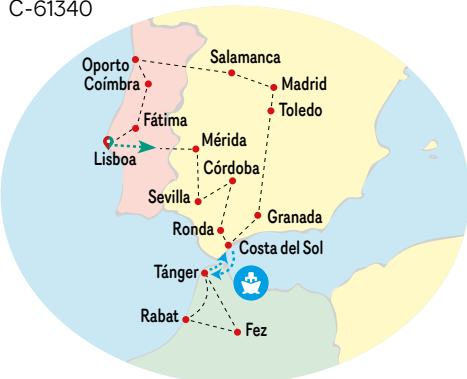 C-61340
Salamanca
Oporto
Coímbra
Madrid
Toledo
Fátima
Mérida
Lisboa
Córdoba
Sevilla
Granada
Ronda
Costa del Sol
Tánger
Rabat
Fez